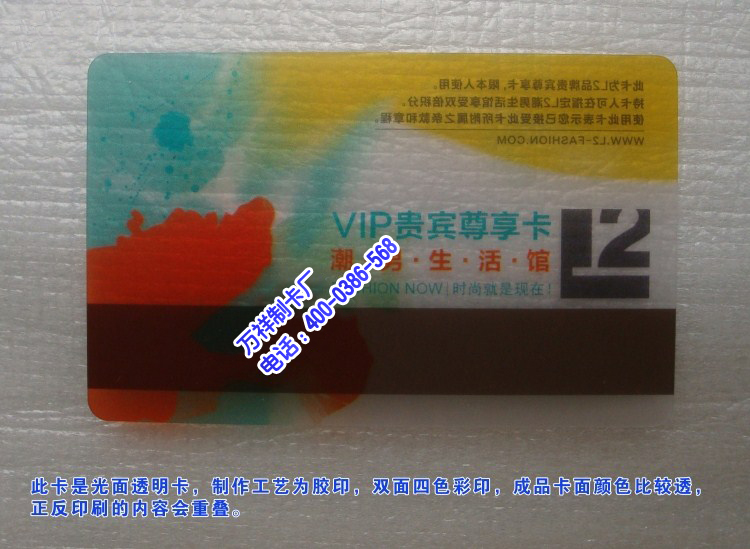 此卡为L2品牌贵宾尊享卡，限本人使用。
持卡人可在指定L2潮男生活馆享受双倍积分。
使用此卡表示您已接受此卡所附属之条款和章程。
WWW.L2-FASHION.COM
VIP贵宾尊享卡
潮男·生·活·馆
HION NOW|时尚就是现在!
L2
万祥制卡厂
电话：400-0386-568
此卡是光面透明卡，制作工艺为胶印，双面四色彩印，成品卡面颜色比较透，
正反印刷的内容会重叠。